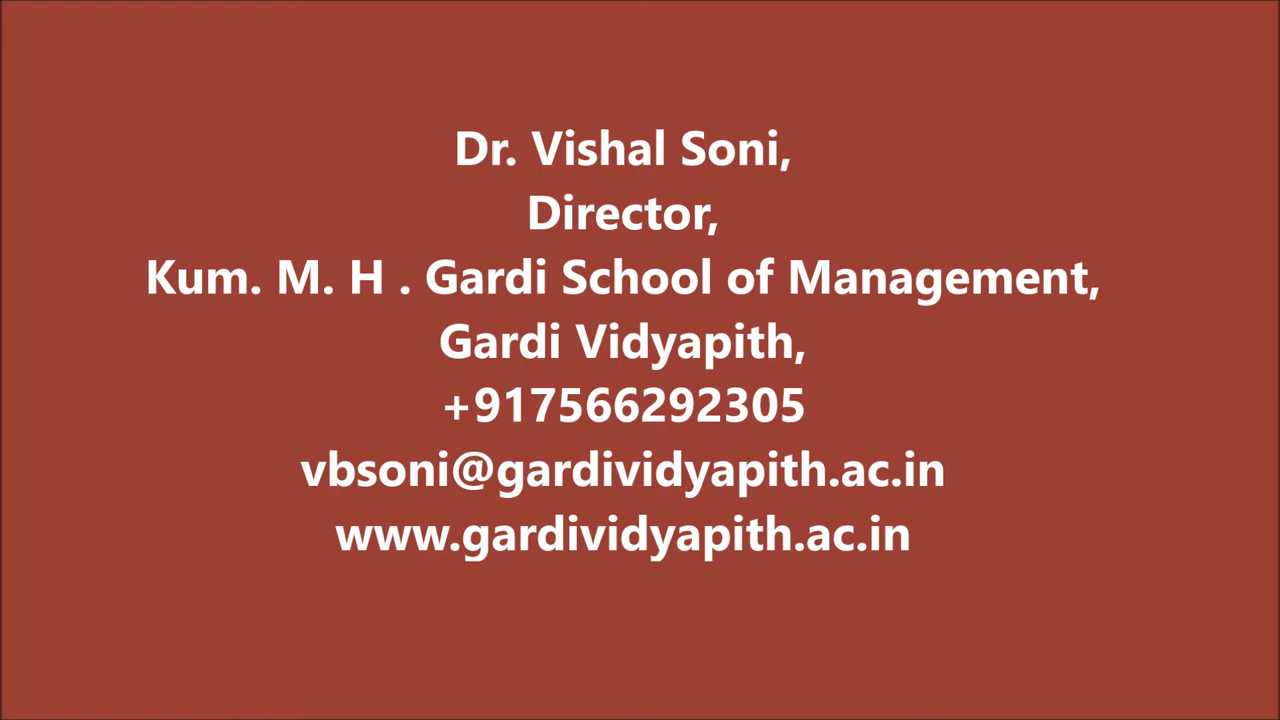 Dr. Vishal Soni,
Director,
Kum. M. H . Gardi School of Management,
Gardi Vidyapith,
+917566292305
vbsoni@gardividyapith.ac.in
www.gardividyapith.ac.in